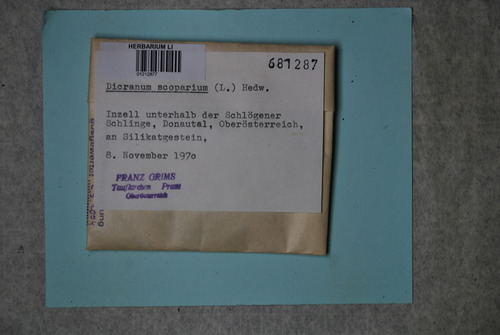 HERBARIUM LI
681287
Dicranum scoparium (L.) Hedw.
Inzell unterhalb der Schlögener
Schlinge, Donautal, Oberösterreich,
an Silikatgestein,
8. November 1970
FRANZ GRIMS
Taufkirchen Pram
Oberösterreich